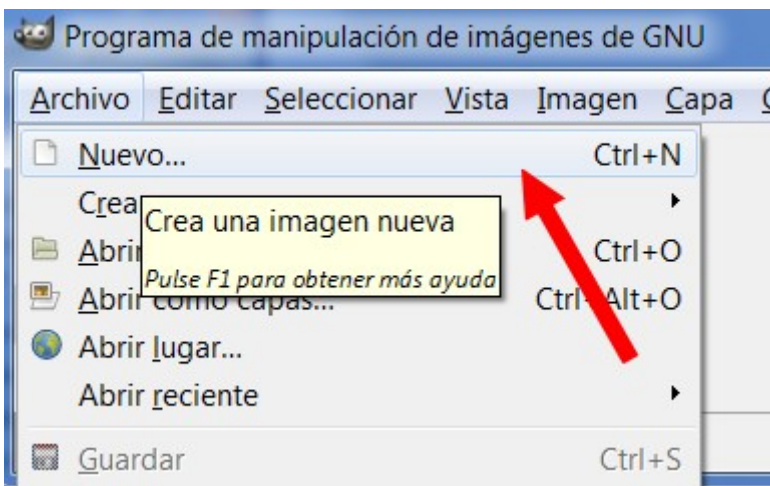 Programa de manipulación de imágenes de GNU
Archivo Editar Seleccionar Vista Imagen Capa
Nuevo... Ctrl+N
Crea una imagen nueva
Abrir Ctrl+O
Pulse F1 para obtener más ayuda
Abrir como capas... Ctrl+Alt+O
Abrir lugar...
Abrir reciente
Guardar Ctrl+S